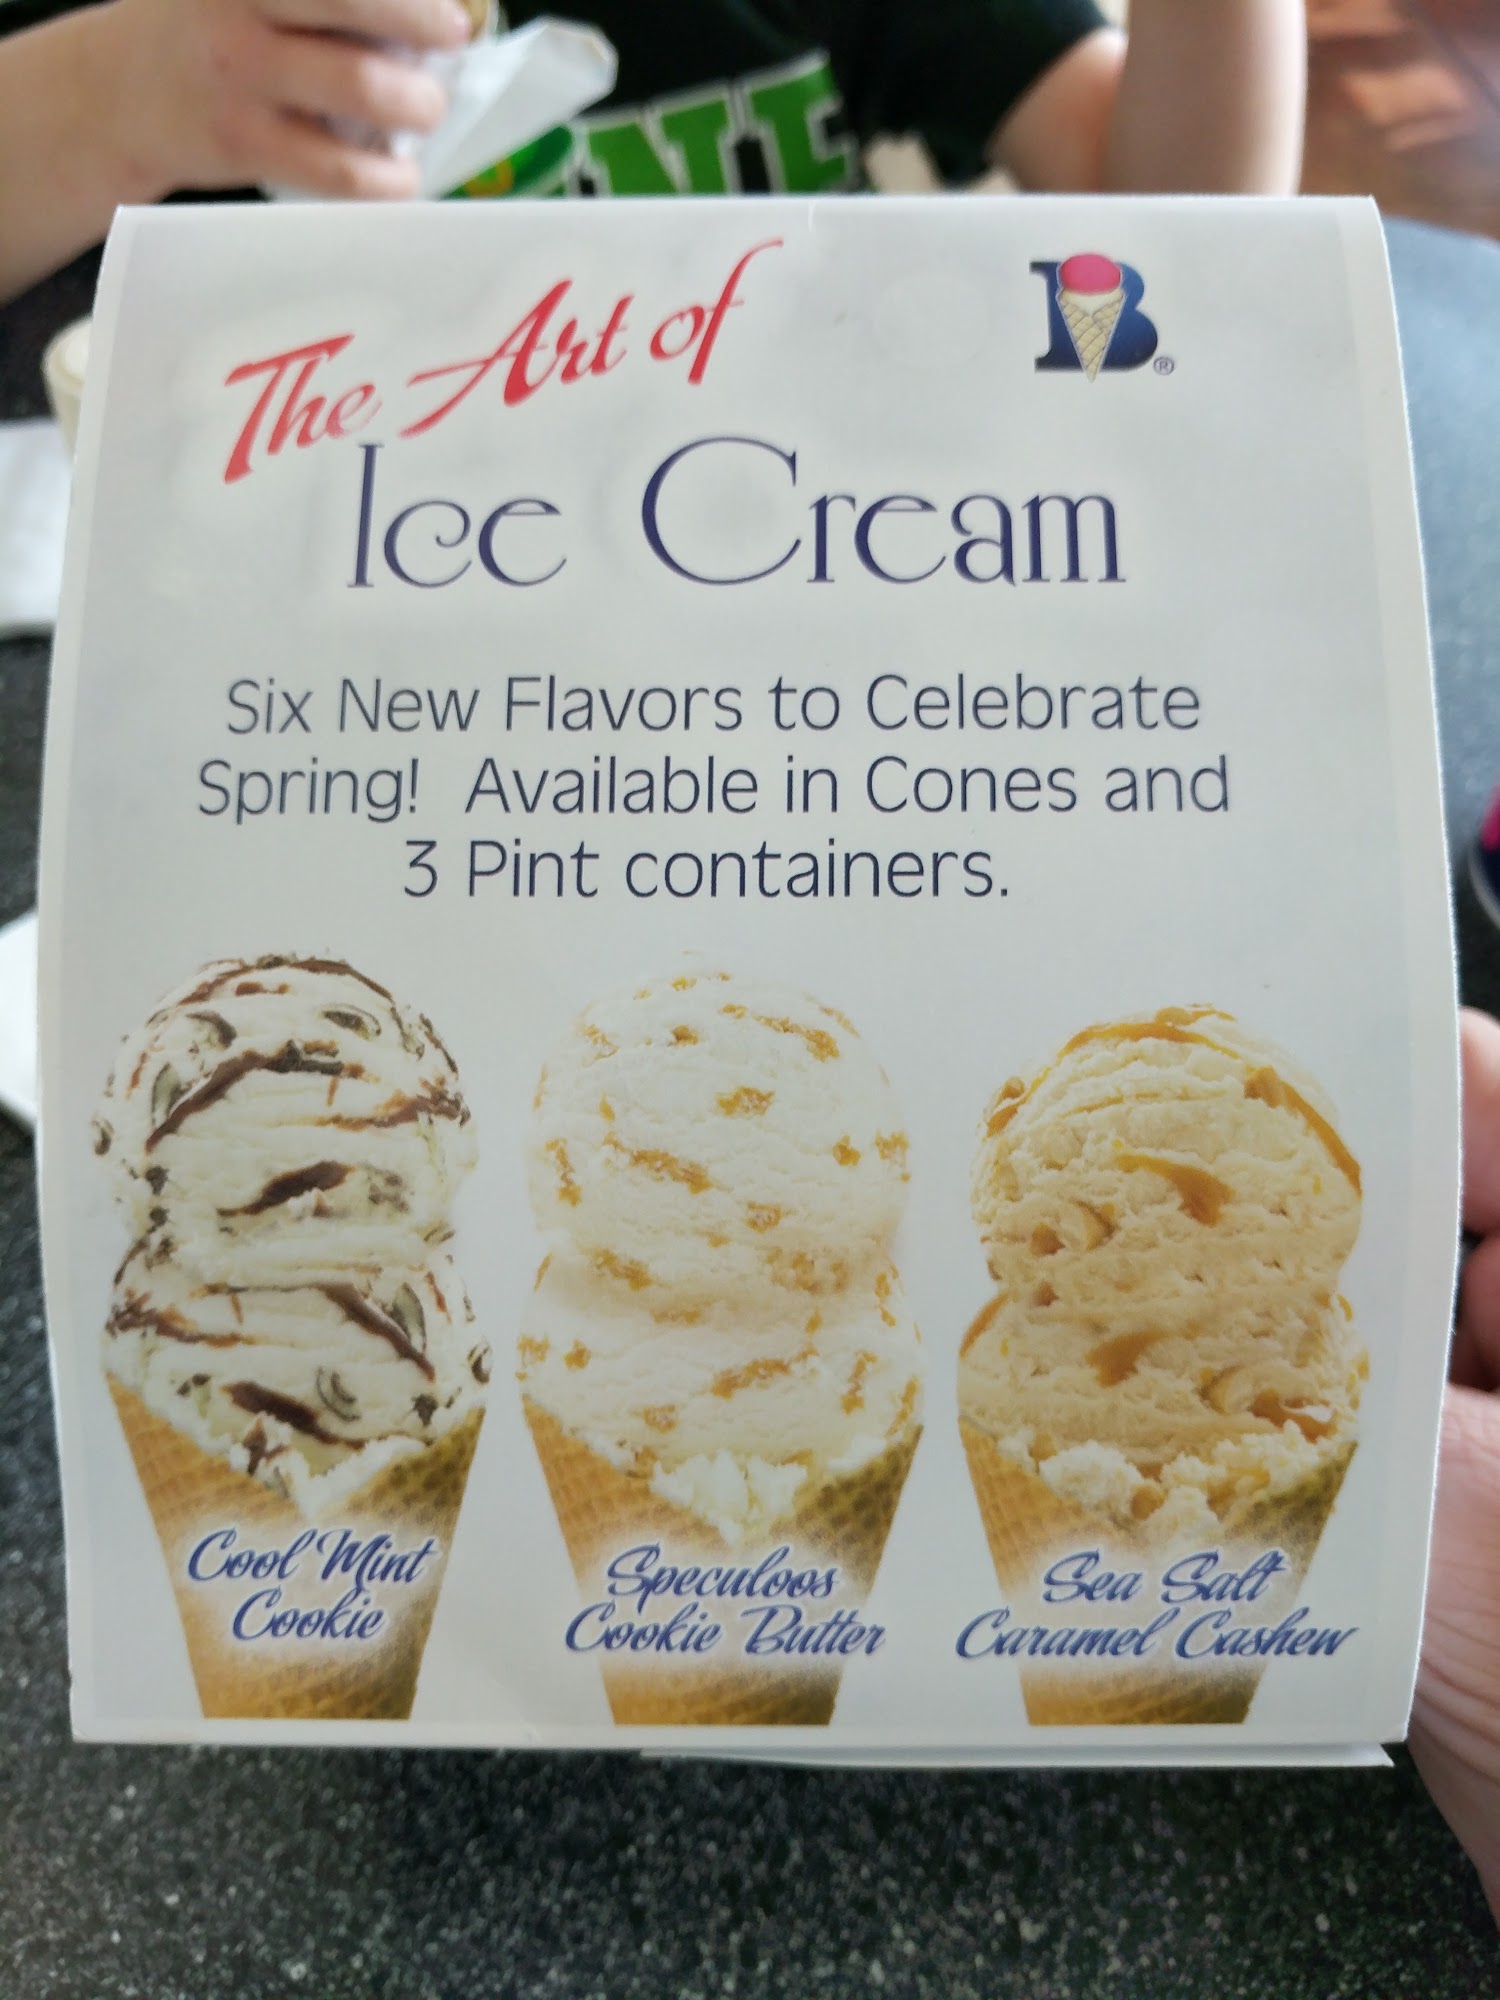 The Art of
B®
Ice Cream
Six New Flavors to Celebrate
Spring! Available in Cones and
3 Pint containers.
Cool Mint
Cookie
Speculoos
Cookie Butter
Sea Salt
Caramel Cashew